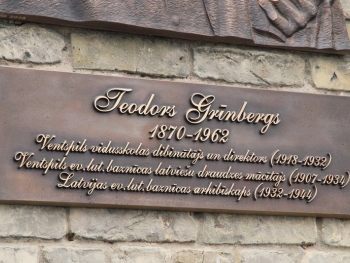 Teodors Grīnbergs
1870-1962
Ventspils vidusskolas dibinātājs un direktors (1918-1932)
Ventspils ev.lut.baznīcas latviešu draudzes mācītājs (1907-1934)
Latvijas ev.lut.baznīcas arhibīskaps (1932-1944)